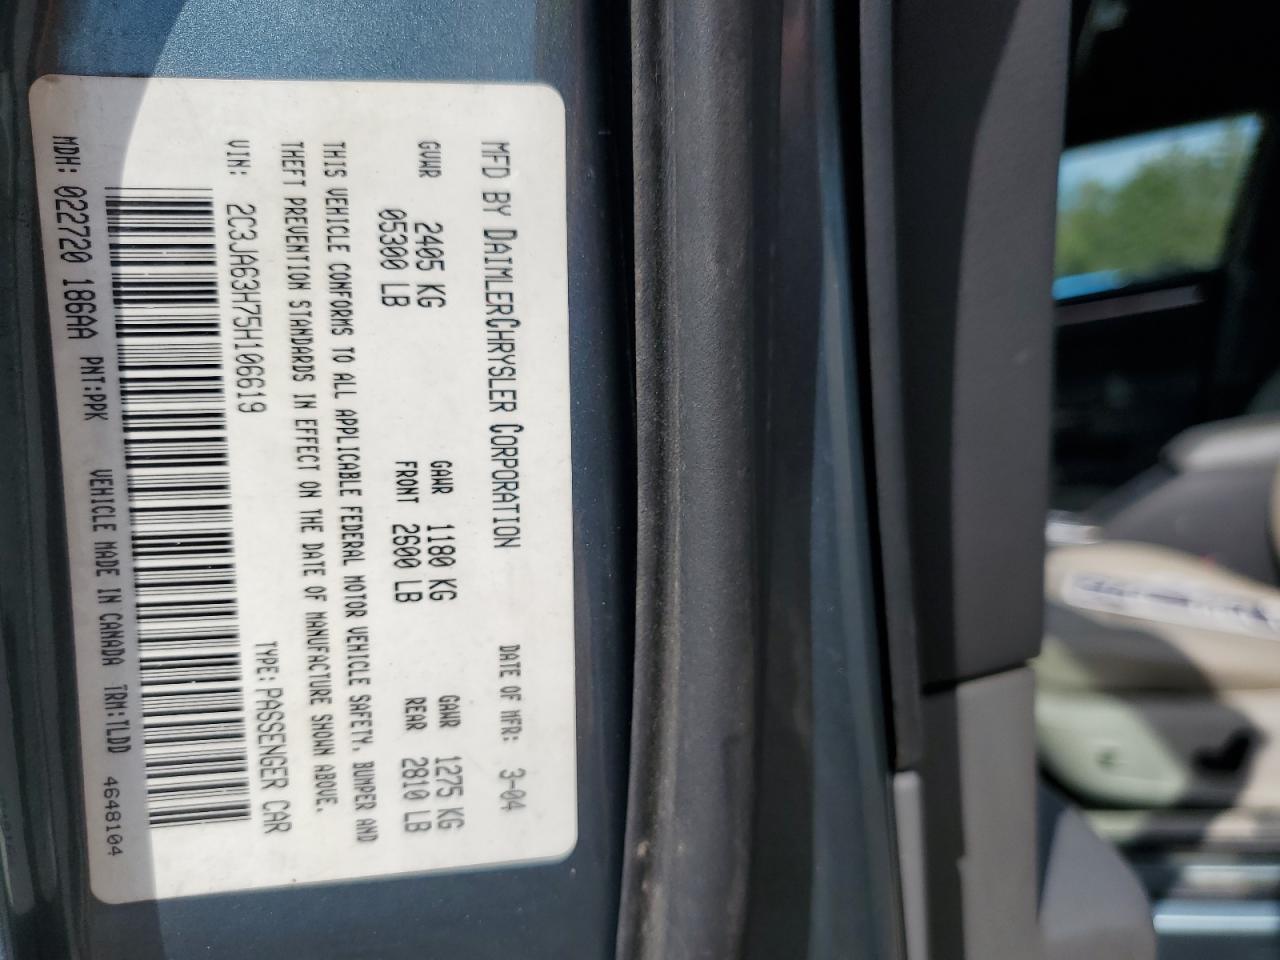 MFD BY DAIMLERCHRYSLER CORPORATION DATE OF MFR: 3-04
GVWR 2405 KG GAWR 1180 KG GAWR 1275 KG
05300 LB FRONT 2600 LB REAR 2810 LB
THIS VEHICLE CONFORMS TO ALL APPLICABLE FEDERAL MOTOR VEHICLE SAFETY, BUMPER AND
THEFT PREVENTION STANDARDS IN EFFECT ON THE DATE OF MANUFACTURE SHOWN ABOVE.
VIN: 2C3JA63H75H106619 TYPE: PASSENGER CAR
MDH: 022720 186AA PNT:PPK VEHICLE MADE IN CANADA TRM:TLDD 4648104